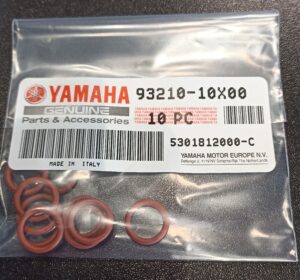 YAMAHA 93210-10X00
GENUINE
Parts & Accessories
10 PC
5301812000-C
MADE IN ITALY
YAMAHA MOTOR EUROPE N.V.